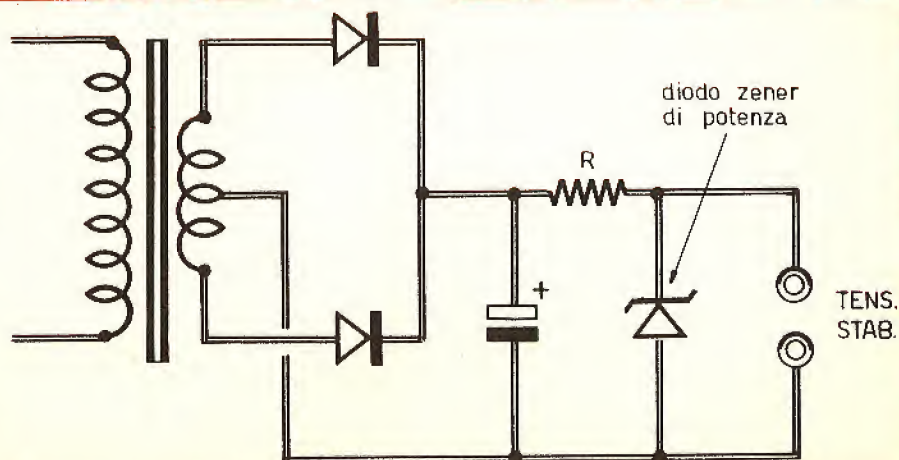 diodo zener
di potenza
R
+
TENS.
STAB.